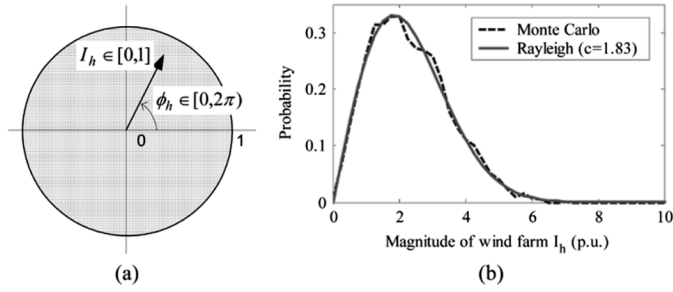 I_h ∈ [0,1]
ϕ_h ∈ [0,2π)
0
1
(a)
Probability
0.3
0.2
0.1
0
Monte Carlo
Rayleigh (c=1.83)
0 2 4 6 8 10
Magnitude of wind farm I_h (p.u.)
(b)